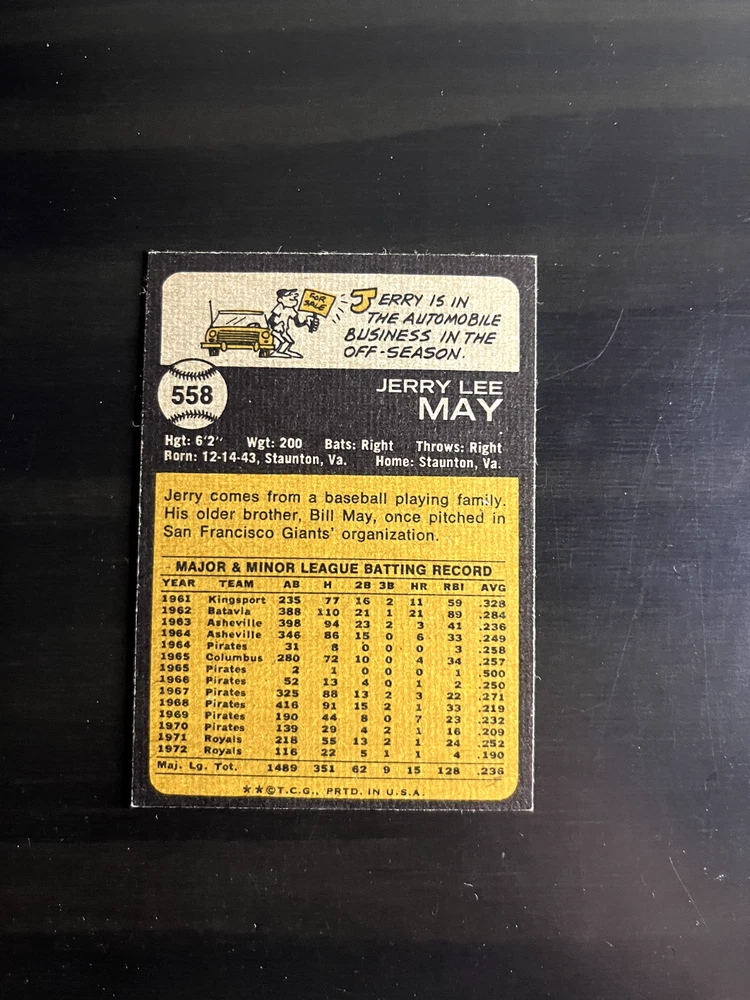 FOR
SALE
JERRY IS IN
THE AUTOMOBILE
BUSINESS IN THE
OFF-SEASON.
558
JERRY LEE
MAY
Hgt: 6'2" Wgt: 200 Bats: Right Throws: Right
Born: 12-14-43, Staunton, Va. Home: Staunton, Va.
Jerry comes from a baseball playing family.
His older brother, Bill May, once pitched in
San Francisco Giants' organization.
MAJOR & MINOR LEAGUE BATTING RECORD
YEAR TEAM AB H 2B 3B HR RBI AVG
1961 Kingsport 235 77 16 2 11 59 .328
1962 Batavia 388 110 21 1 21 89 .284
1963 Asheville 398 94 23 2 3 41 .236
1964 Asheville 346 86 15 0 6 33 .249
1964 Pirates 31 8 0 0 0 3 .258
1965 Columbus 280 72 10 0 4 34 .257
1965 Pirates 2 1 0 0 0 1 .500
1966 Pirates 52 13 4 0 1 2 .250
1967 Pirates 325 88 13 2 3 22 .271
1968 Pirates 416 91 15 2 1 33 .219
1969 Pirates 190 44 8 0 7 23 .232
1970 Pirates 139 29 4 2 1 16 .209
1971 Royals 218 55 13 2 1 24 .252
1972 Royals 116 22 5 1 1 4 .190
Maj. Lg. Tot. 1489 351 62 9 15 128 .236
★★©T.C.G., PRTD. IN U.S.A.